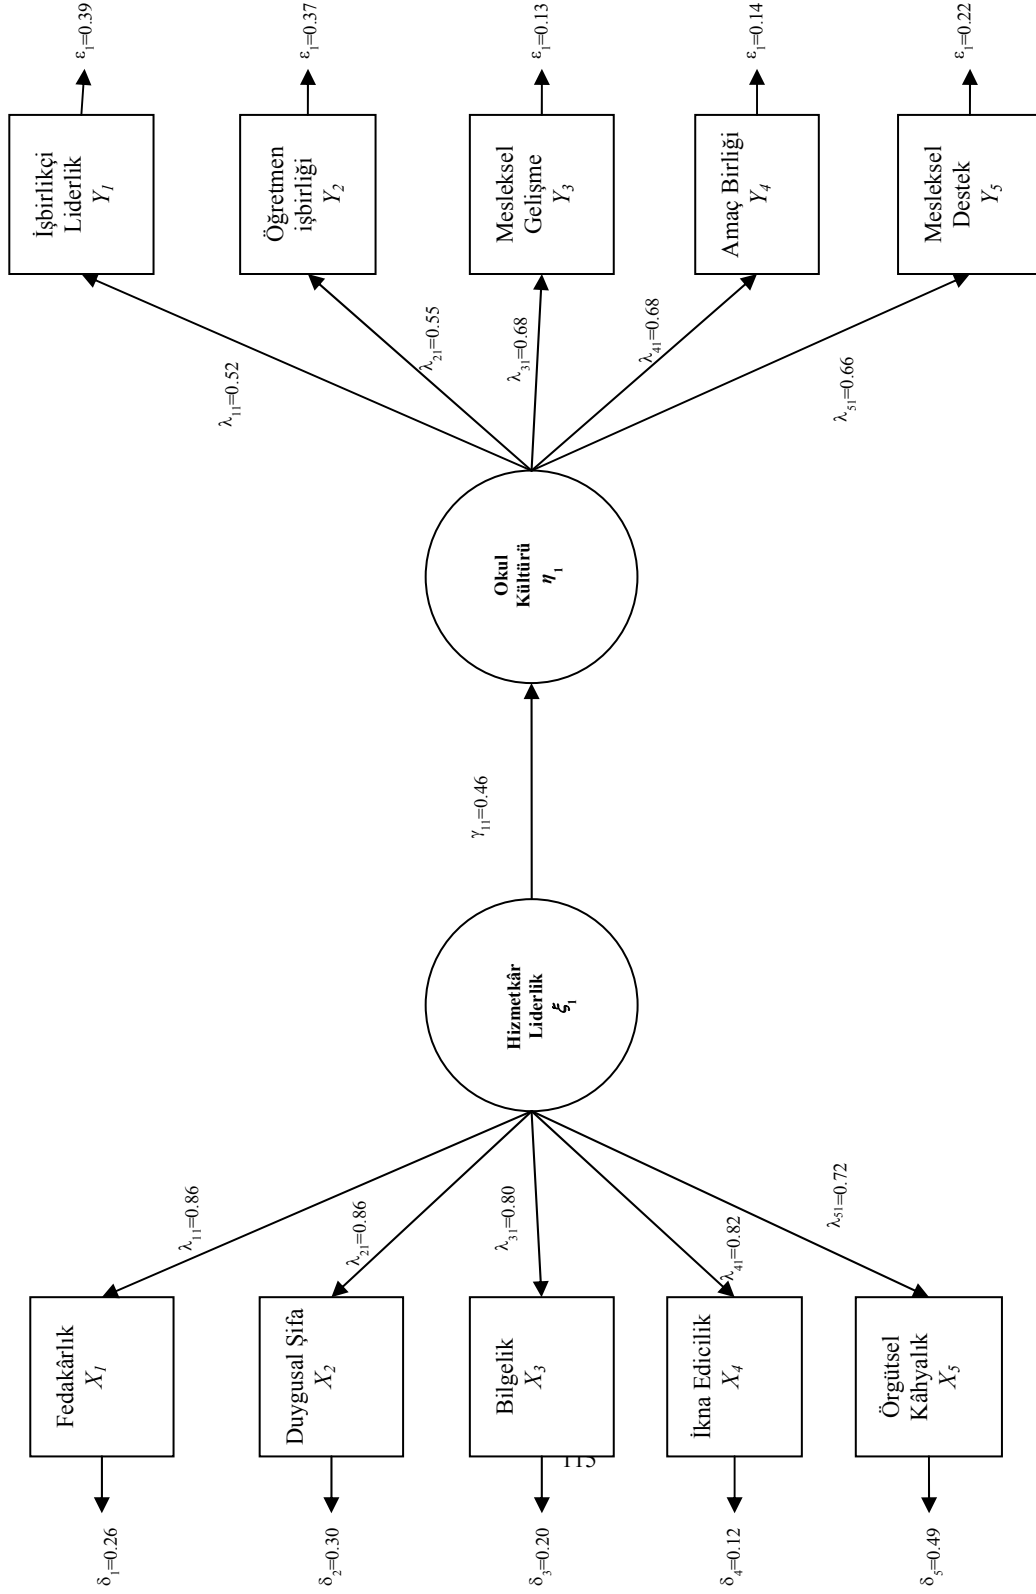 δ1=0.26
δ2=0.30
δ3=0.20
δ4=0.12
δ5=0.49
Fedakârlık
X1
Duygusal Şifa
X2
Bilgelik
X3
İkna Edicilik
X4
Örgütsel
Kâhyalık
X5
λ11=0.86
λ21=0.86
λ31=0.80
λ41=0.82
λ51=0.72
Hizmetkâr
Liderlik
ξ1
γ11=0.46
Okul
Kültürü
η1
λ11=0.52
λ21=0.55
λ31=0.68
λ41=0.68
λ51=0.66
İşbirlikçi
Liderlik
Y1
Öğretmen
işbirliği
Y2
Mesleksel
Gelişme
Y3
Amaç Birliği
Y4
Mesleksel
Destek
Y5
ε1=0.39
ε1=0.37
ε1=0.13
ε1=0.14
ε1=0.22
115